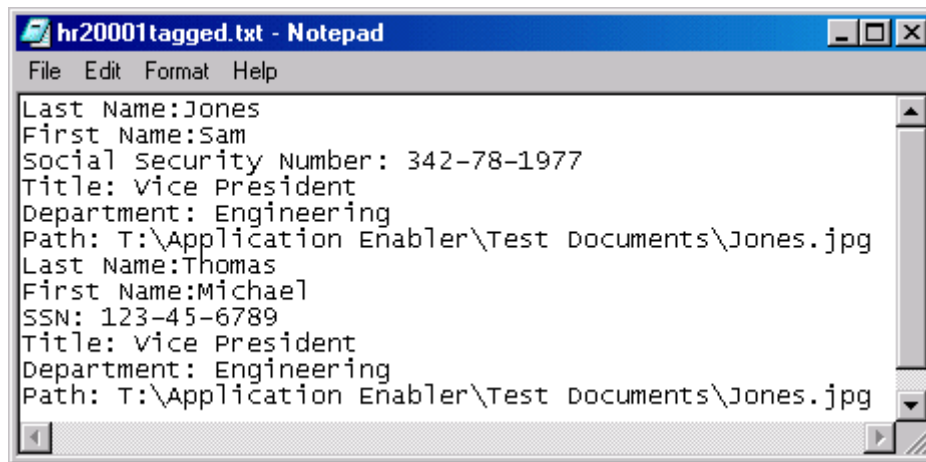 hr20001tagged.txt - Notepad
File Edit Format Help
Last Name:Jones
First Name:Sam
Social Security Number: 342-78-1977
Title: Vice President
Department: Engineering
Path: T:\Application Enabler\Test Documents\Jones.jpg
Last Name:Thomas
First Name:Michael
SSN: 123-45-6789
Title: Vice President
Department: Engineering
Path: T:\Application Enabler\Test Documents\Jones.jpg